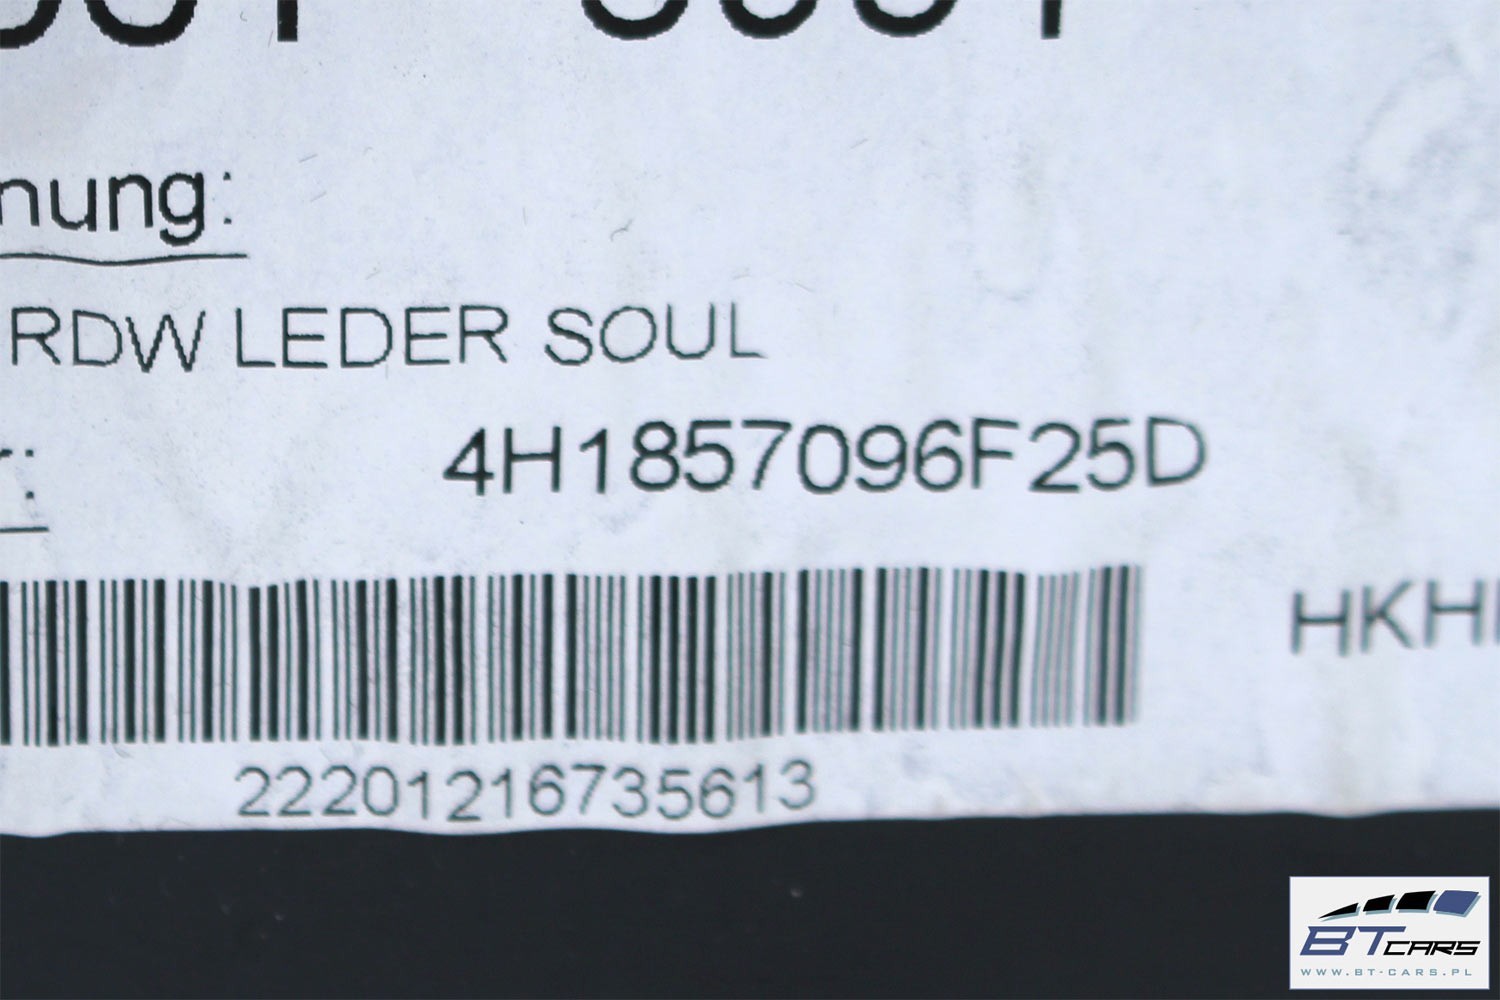 nung:
RDW LEDER SOUL
4H1857096F25D
HKH
22201216735613
BT CARS
WWW.BT-CARS.PL